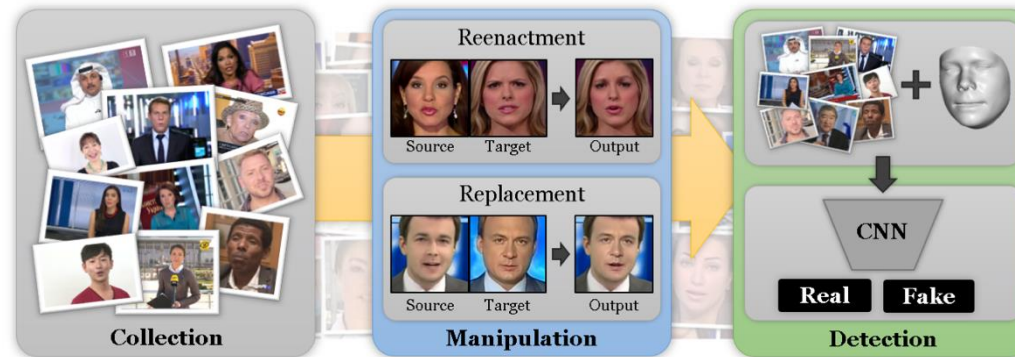 Reenactment
Source Target Output
Replacement
Source Target Output
CNN
Real Fake
Collection Manipulation Detection